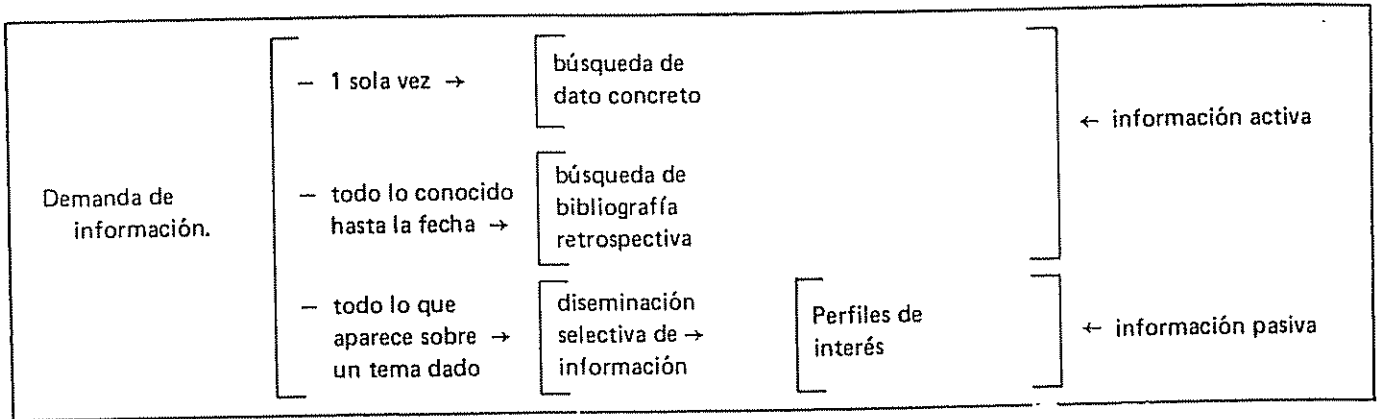 Demanda de
información.
— 1 sola vez →
búsqueda de
dato concreto
← información activa
— todo lo conocido
hasta la fecha →
búsqueda de
bibliografía
retrospectiva
— todo lo que
aparece sobre →
un tema dado
diseminación
selectiva de →
información
Perfiles de
interés
← información pasiva